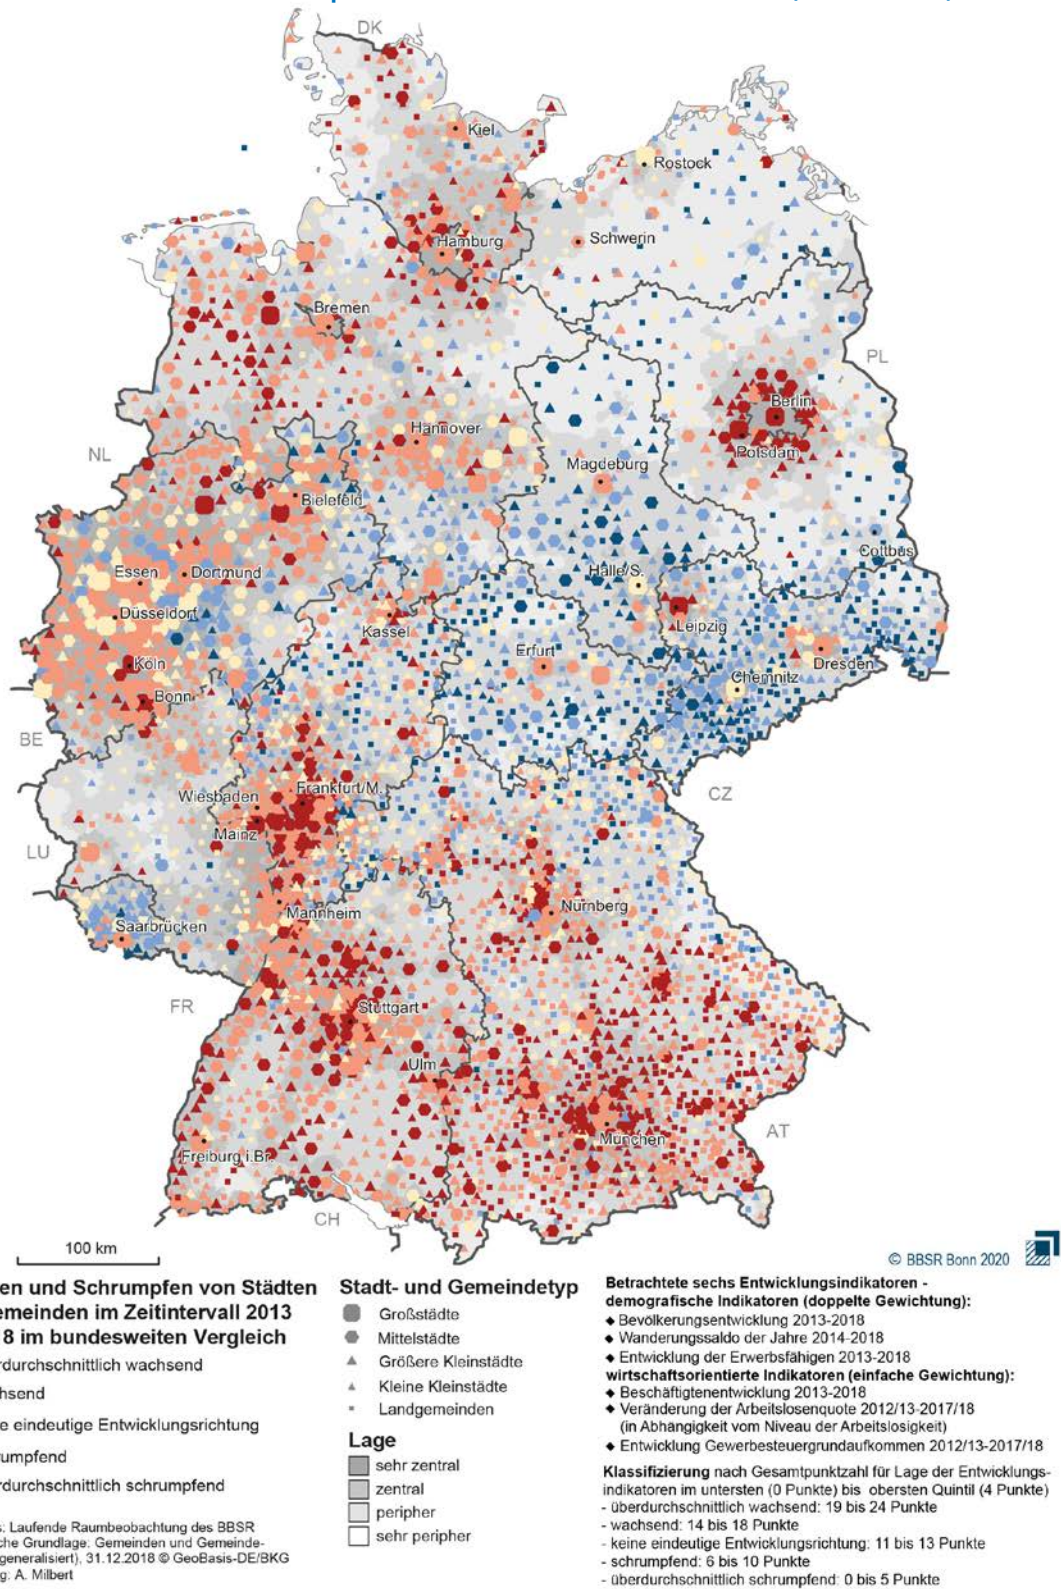 DK
Kiel
Rostock
Schwerin
Hamburg
Bremen
PL
Berlin
Potsdam
Hannover
NL
Magdeburg
Bielefeld
Cottbus
Essen
Dortmund
Halle/S.
Düsseldorf
Leipzig
Kassel
Erfurt
Dresden
Köln
Chemnitz
Bonn
BE
Wiesbaden
Frankfurt/M.
CZ
Mainz
LU
Mannheim
Nürnberg
Saarbrücken
FR
Stuttgart
Ulm
München
AT
Freiburg i.Br.
CH
100 km
© BBSR Bonn 2020
en und Schrumpfen von Städten
emeinden im Zeitintervall 2013
8 im bundesweiten Vergleich
rdurchschnittlich wachsend
hsend
e eindeutige Entwicklungsrichtung
umpfend
rdurchschnittlich schrumpfend
s: Laufende Raumbeobachtung des BBSR
che Grundlage: Gemeinden und Gemeinde-
generalisiert), 31.12.2018 © GeoBasis-DE/BKG
g: A. Milbert
Stadt- und Gemeindetyp
Großstädte
Mittelstädte
Größere Kleinstädte
Kleine Kleinstädte
Landgemeinden
Lage
sehr zentral
zentral
peripher
sehr peripher
Betrachtete sechs Entwicklungsindikatoren -
demografische Indikatoren (doppelte Gewichtung):
◆ Bevölkerungsentwicklung 2013-2018
◆ Wanderungssaldo der Jahre 2014-2018
◆ Entwicklung der Erwerbsfähigen 2013-2018
wirtschaftsorientierte Indikatoren (einfache Gewichtung):
◆ Beschäftigtenentwicklung 2013-2018
◆ Veränderung der Arbeitslosenquote 2012/13-2017/18
(in Abhängigkeit vom Niveau der Arbeitslosigkeit)
◆ Entwicklung Gewerbesteuergrundaufkommen 2012/13-2017/18
Klassifizierung nach Gesamtpunktzahl für Lage der Entwicklungs-
indikatoren im untersten (0 Punkte) bis obersten Quintil (4 Punkte)
- überdurchschnittlich wachsend: 19 bis 24 Punkte
- wachsend: 14 bis 18 Punkte
- keine eindeutige Entwicklungsrichtung: 11 bis 13 Punkte
- schrumpfend: 6 bis 10 Punkte
- überdurchschnittlich schrumpfend: 0 bis 5 Punkte